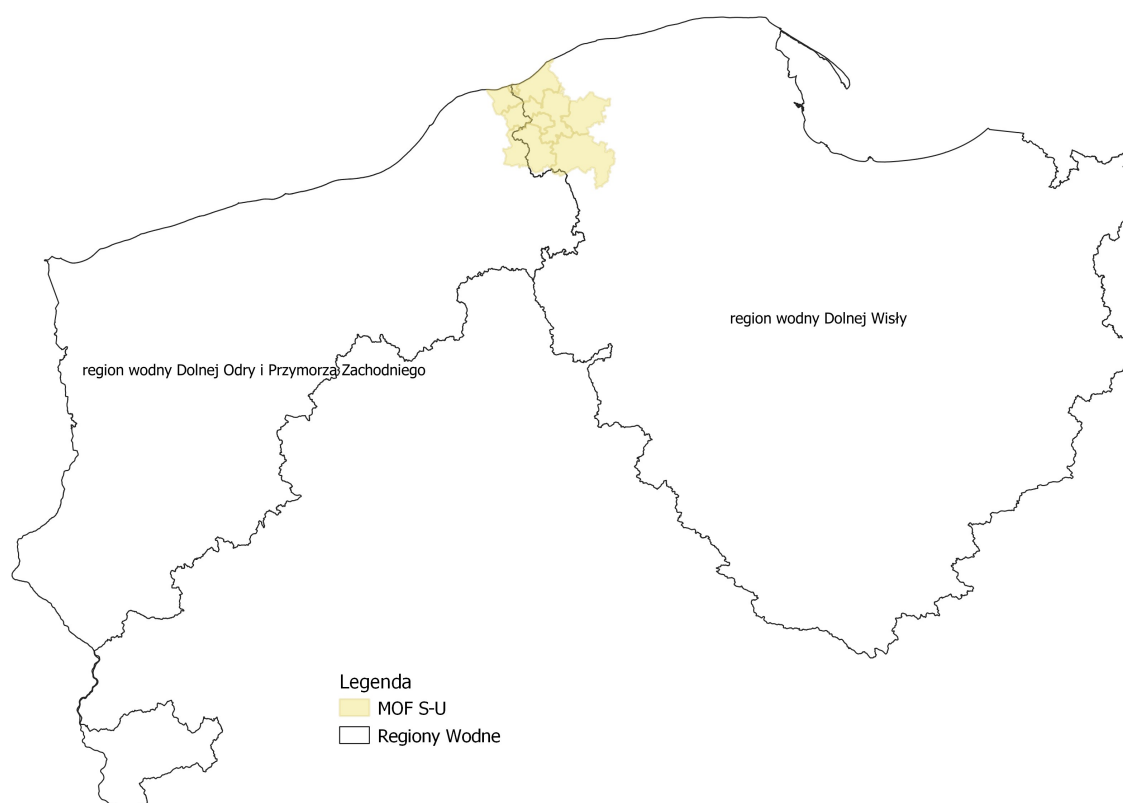 region wodny Dolnej Wisły
region wodny Dolnej Odry i Przymorza Zachodniego
Legenda
MOF S-U
Regiony Wodne